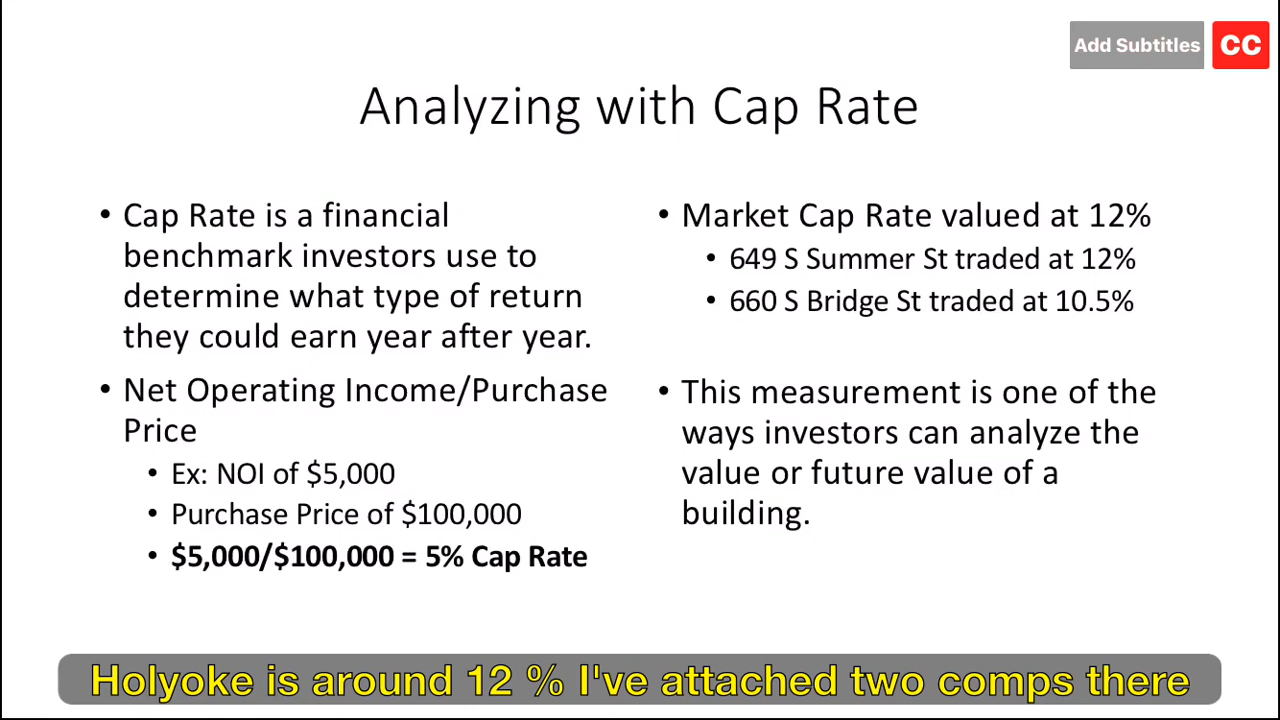 Add Subtitles CC
Analyzing with Cap Rate
• Cap Rate is a financial
benchmark investors use to
determine what type of return
they could earn year after year.
• Net Operating Income/Purchase
Price
• Ex: NOI of $5,000
• Purchase Price of $100,000
• $5,000/$100,000 = 5% Cap Rate
• Market Cap Rate valued at 12%
• 649 S Summer St traded at 12%
• 660 S Bridge St traded at 10.5%
• This measurement is one of the
ways investors can analyze the
value or future value of a
building.
Holyoke is around 12 % I've attached two comps there